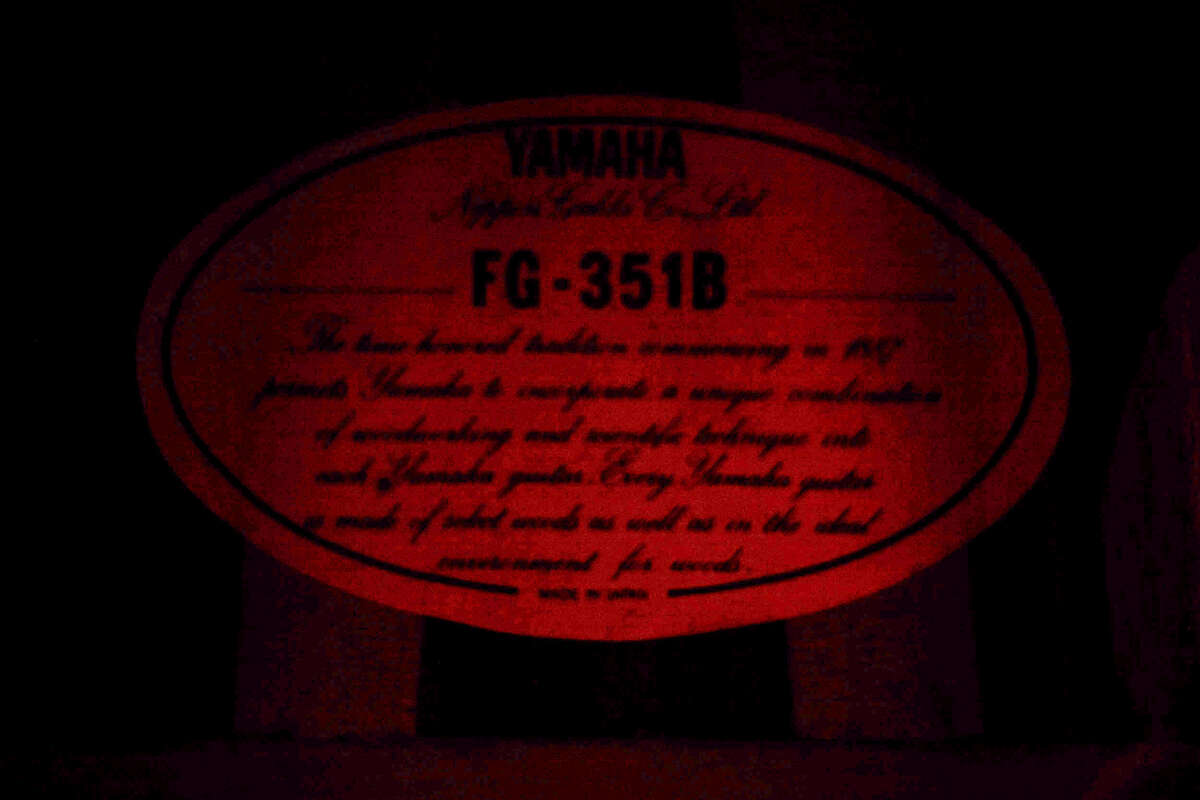 YAMAHA
Nippon Gakki Co., Ltd.
FG-351B
The time honored tradition commencing in 1887
permits Yamaha to incorporate a unique combination
of woodworking and scientific technique into
each Yamaha guitar. Every Yamaha guitar
is made of select woods as well as in the ideal
environment for woods.
MADE IN JAPAN